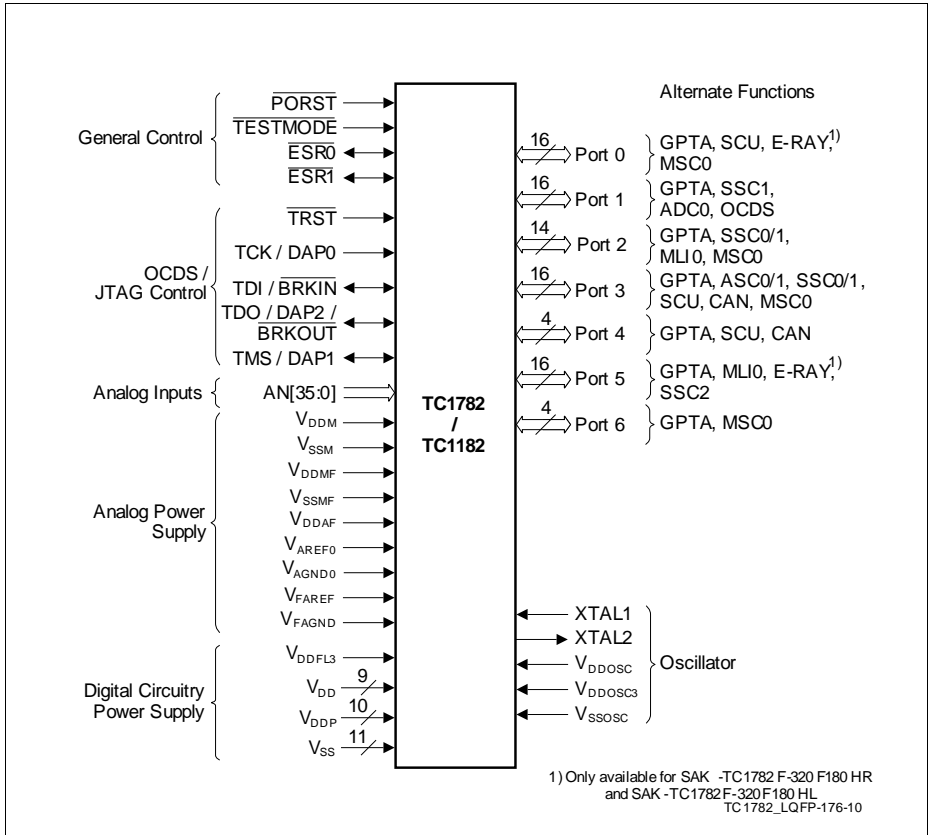 General Control
PORST
TESTMODE
ESR0
ESR1
OCDS /
JTAG Control
TRST
TCK / DAP0
TDI / BRKIN
TDO / DAP2 /
BRKOUT
TMS / DAP1
Analog Inputs
AN[35:0]
Analog Power
Supply
VDDM
VSSM
VDDMF
VSSMF
VDDAF
VAREF0
VAGND0
VFAREF
VFAGND
Digital Circuitry
Power Supply
VDDFL3
VDD 9
VDDP 10
VSS 11
TC1782
/
TC1182
Alternate Functions
16 Port 0
GPTA, SCU, E-RAY,1)
MSC0
16 Port 1
GPTA, SSC1,
ADC0, OCDS
14 Port 2
GPTA, SSC0/1,
MLI0, MSC0
16 Port 3
GPTA, ASC0/1, SSC0/1,
SCU, CAN, MSC0
4 Port 4
GPTA, SCU, CAN
16 Port 5
GPTA, MLI0, E-RAY,1)
SSC2
4 Port 6
GPTA, MSC0
XTAL1
XTAL2
VDDOSC
VDDOSC3
VSSOSC
Oscillator
1) Only available for SAK -TC1782 F-320 F180 HR
and SAK -TC1782 F-320 F180 HL
TC1782_LQFP-176-10